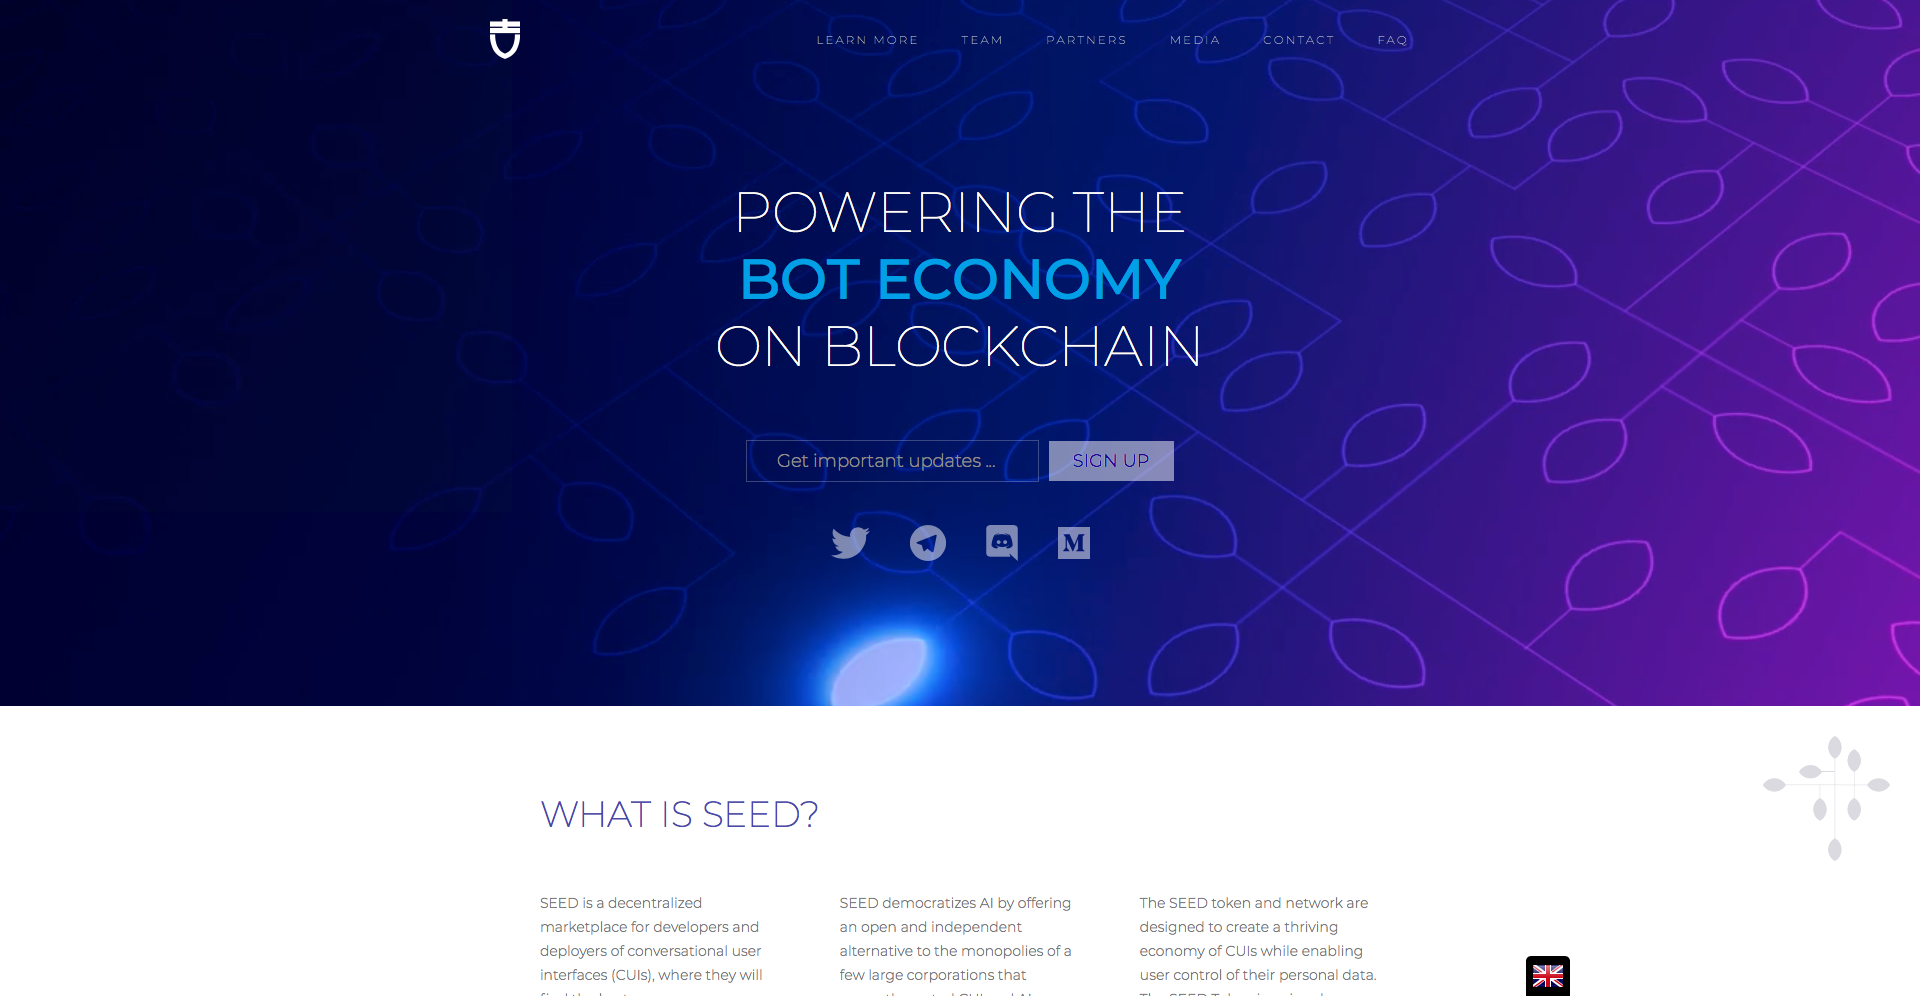 LEARN MORE TEAM PARTNERS MEDIA CONTACT FAQ
POWERING THE
BOT ECONOMY
ON BLOCKCHAIN
Get important updates ... SIGN UP
M
WHAT IS SEED?
SEED is a decentralized
marketplace for developers and
deployers of conversational user
interfaces (CUIs), where they will
SEED democratizes AI by offering
an open and independent
alternative to the monopolies of a
few large corporations that
The SEED token and network are
designed to create a thriving
economy of CUIs while enabling
user control of their personal data.